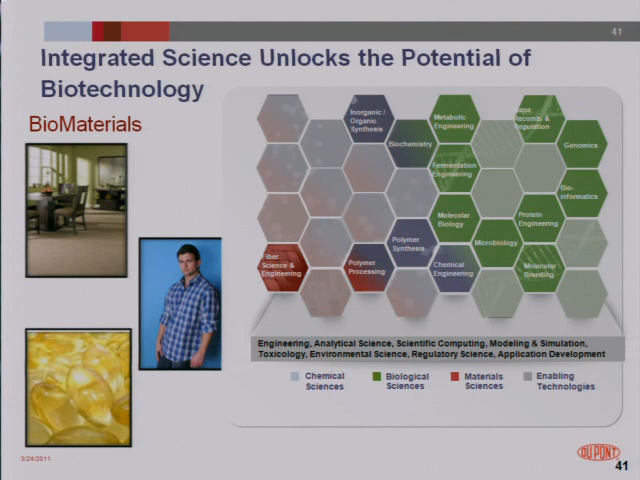 41
Integrated Science Unlocks the Potential of
Biotechnology
BioMaterials
Inorganic /
Organic
Synthesis
Metabolic
Engineering
Gene.
Recomb. &
Regulation
Biochemistry
Genomics
Fermentation
Engineering
Bio-
informatics
Molecular
Biology
Protein
Engineering
Polymer
Synthesis
Microbiology
Fiber
Science &
Engineering
Polymer
Processing
Chemical
Engineering
Molecular
Breeding
Engineering, Analytical Science, Scientific Computing, Modeling & Simulation,
Toxicology, Environmental Science, Regulatory Science, Application Development
Chemical
Sciences
Biological
Sciences
Materials
Sciences
Enabling
Technologies
3/24/2011
DUPONT
41